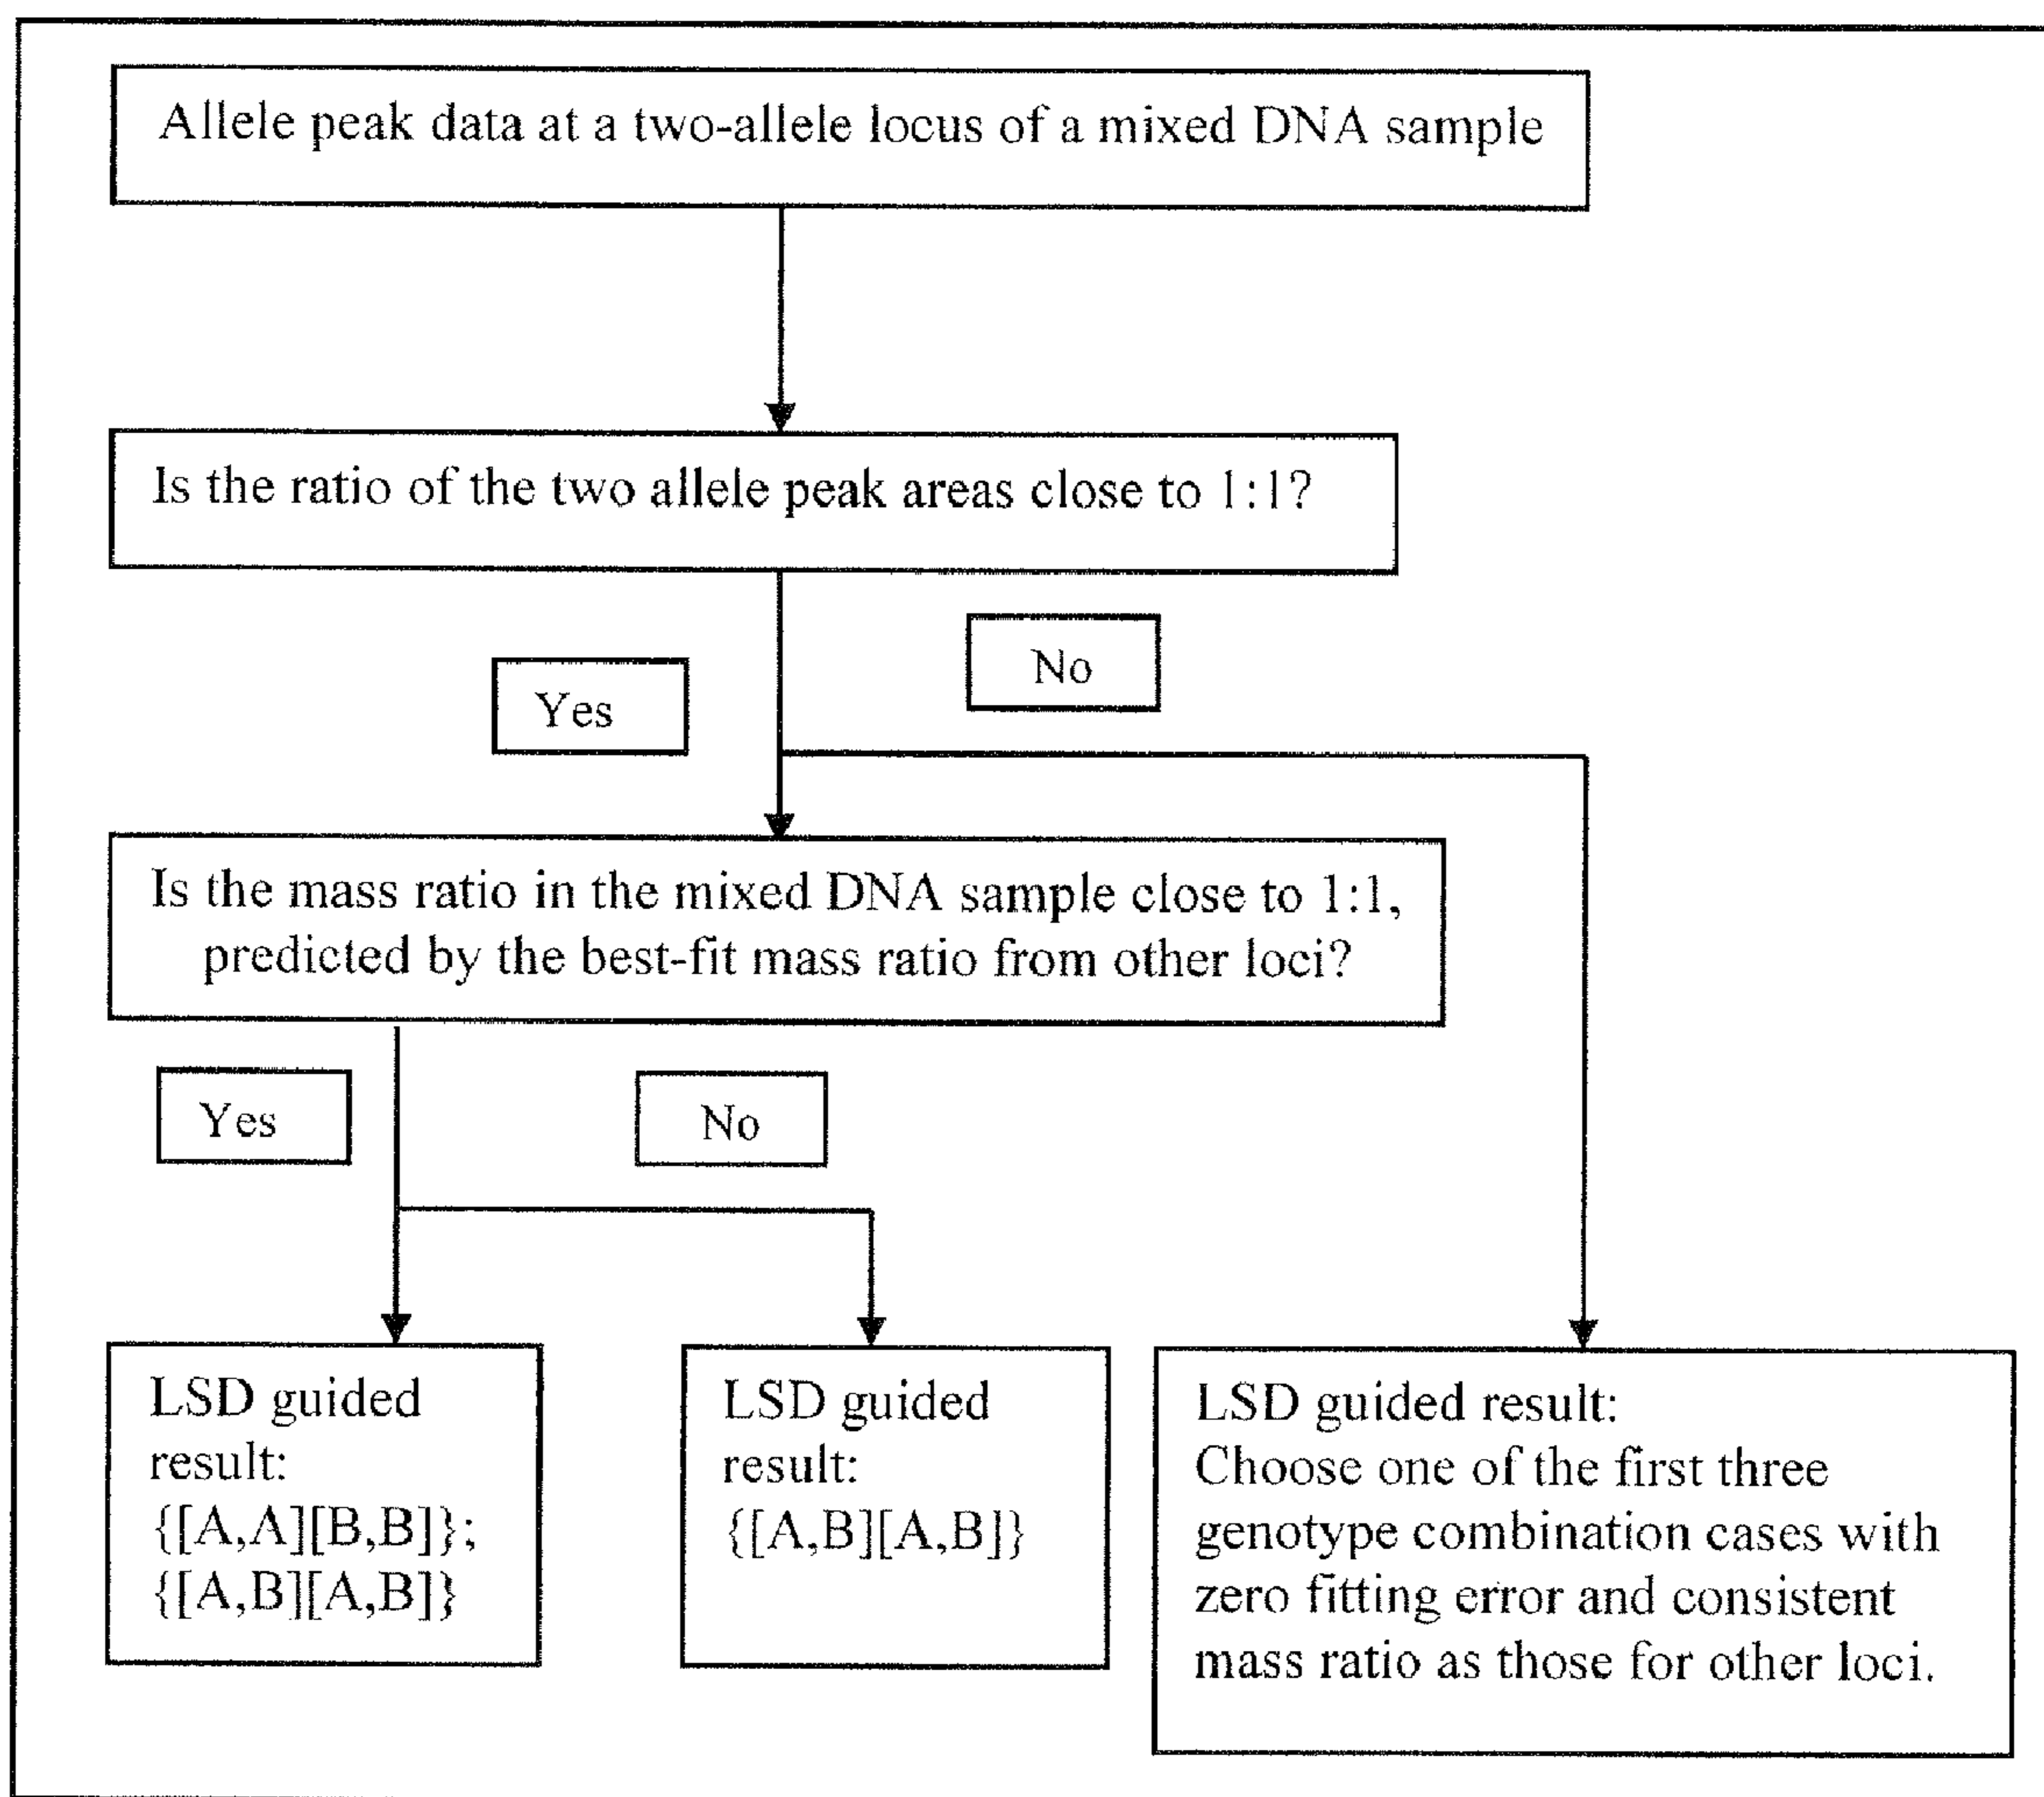 Allele peak data at a two-allele locus of a mixed DNA sample
Is the ratio of the two allele peak areas close to 1:1?
Yes
No
Is the mass ratio in the mixed DNA sample close to 1:1,
predicted by the best-fit mass ratio from other loci?
Yes
No
LSD guided
result:
{[A,A][B,B]};
{[A,B][A,B]}
LSD guided
result:
{[A,B][A,B]}
LSD guided result:
Choose one of the first three
genotype combination cases with
zero fitting error and consistent
mass ratio as those for other loci.